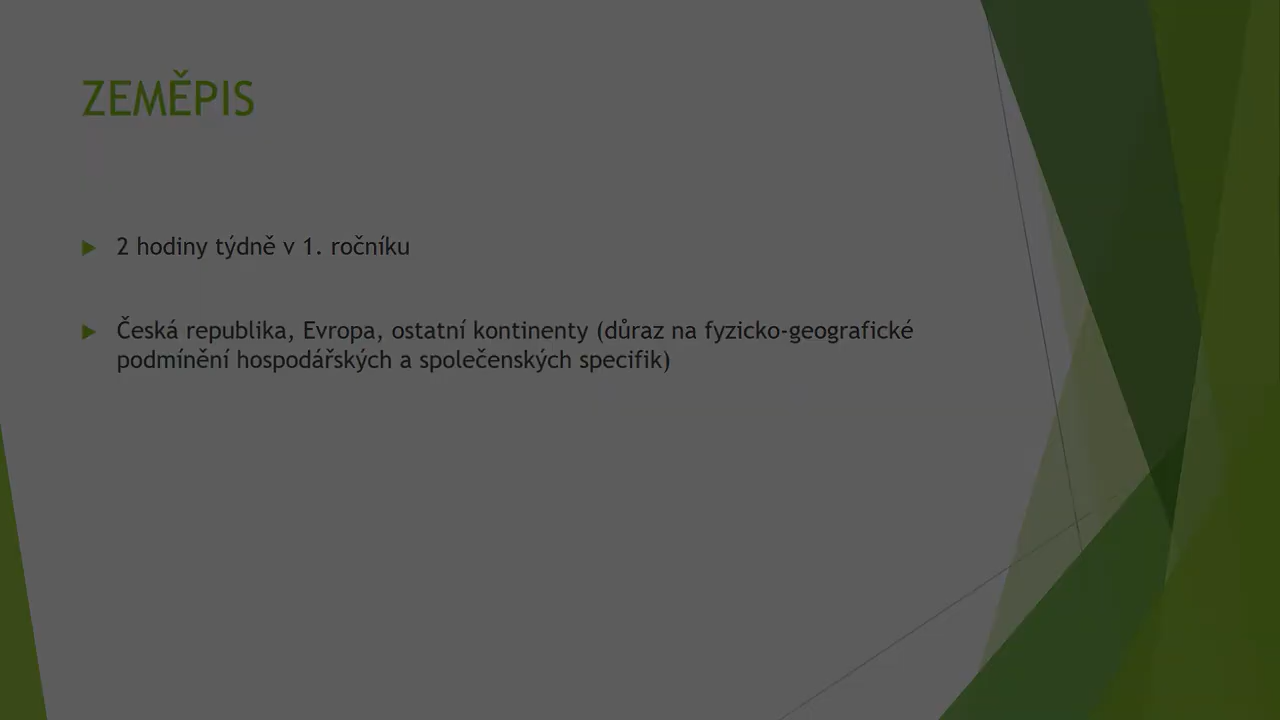 ZEMĚPIS
2 hodiny týdně v 1. ročníku
Česká republika, Evropa, ostatní kontinenty (důraz na fyzicko-geografické
podmínění hospodářských a společenských specifik)